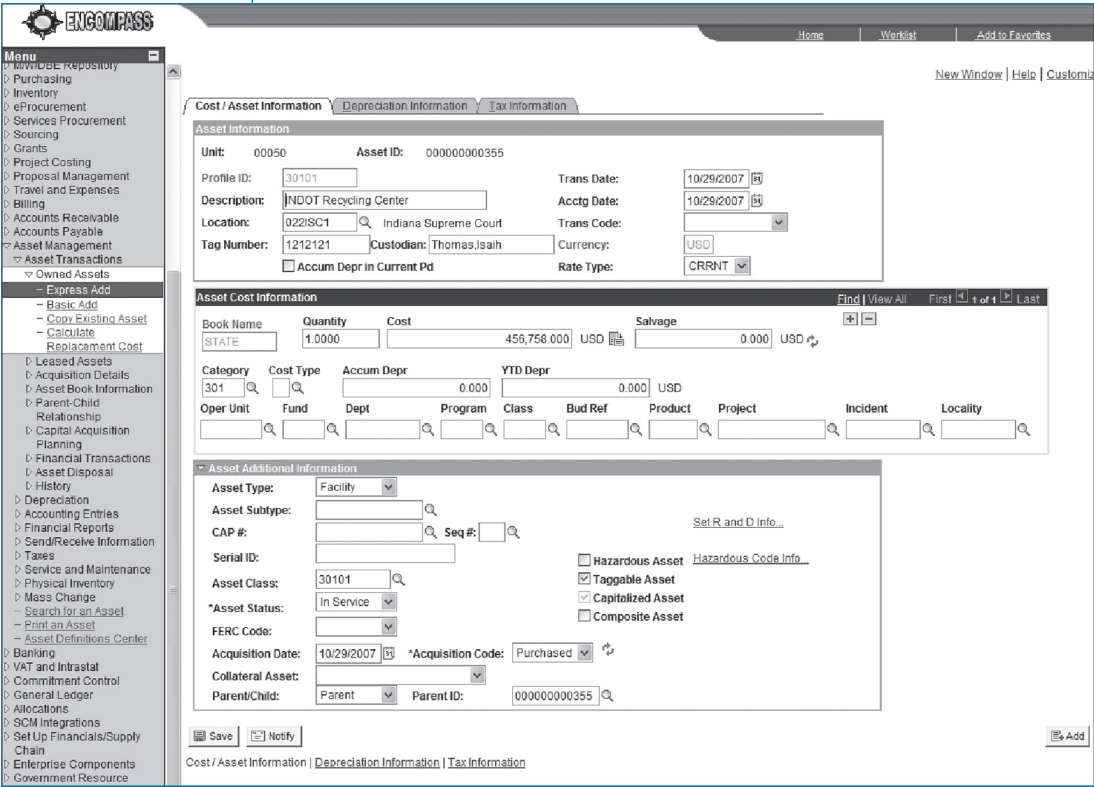 ENCOMPASS
Home | Worklist | Add to Favorites
Menu
M/W/DBE Repository
Purchasing
Inventory
eProcurement
Services Procurement
Sourcing
Grants
Project Costing
Proposal Management
Travel and Expenses
Billing
Accounts Receivable
Accounts Payable
Asset Management
Asset Transactions
Owned Assets
– Express Add
– Basic Add
– Copy Existing Asset
– Calculate
Replacement Cost
Leased Assets
Acquisition Details
Asset Book Information
Parent-Child
Relationship
Capital Acquisition
Planning
Financial Transactions
Asset Disposal
History
Depreciation
Accounting Entries
Financial Reports
Send/Receive Information
Taxes
Service and Maintenance
Physical Inventory
Mass Change
– Search for an Asset
– Print an Asset
– Asset Definitions Center
Banking
VAT and Intrastat
Commitment Control
General Ledger
Allocations
SCM Integrations
Set Up Financials/Supply
Chain
Enterprise Components
Government Resource
New Window | Help | Customiz
Cost / Asset Information Depreciation Information Tax Information
Asset Information
Unit: 00050 Asset ID: 000000000355
Profile ID: 30101 Trans Date: 10/29/2007
Description: INDOT Recycling Center Acctg Date: 10/29/2007
Location: 022ISC1 Indiana Supreme Court Trans Code:
Tag Number: 1212121 Custodian: Thomas,Isaih Currency: USD
Accum Depr in Current Pd Rate Type: CRRNT
Asset Cost Information Find | View All First 1 of 1 Last
Book Name Quantity Cost Salvage
STATE 1.0000 456,758.000 USD 0.000 USD
Category Cost Type Accum Depr YTD Depr
301 0.000 0.000 USD
Oper Unit Fund Dept Program Class Bud Ref Product Project Incident Locality
Asset Additional Information
Asset Type: Facility
Asset Subtype:
CAP #: Seq #: Set R and D Info...
Serial ID:
Hazardous Asset Hazardous Code Info...
Asset Class: 30101 Taggable Asset
*Asset Status: In Service Capitalized Asset
Composite Asset
FERC Code:
Acquisition Date: 10/29/2007 *Acquisition Code: Purchased
Collateral Asset:
Parent/Child: Parent Parent ID: 000000000355
Save Notify Add
Cost / Asset Information | Depreciation Information | Tax Information